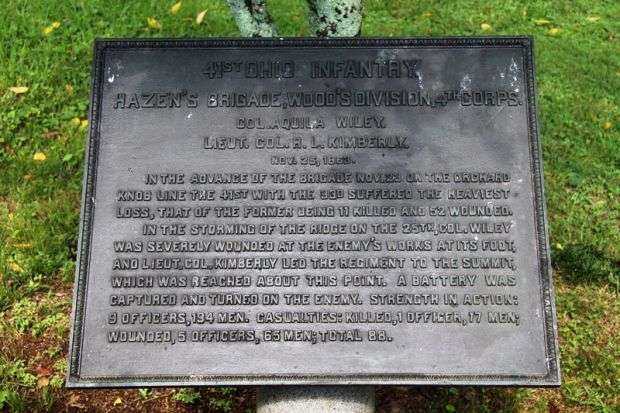 41ST OHIO INFANTRY.
HAZEN'S BRIGADE, WOOD'S DIVISION, 4TH CORPS.
COL. AQUILA WILEY.
LIEUT. COL. R. L. KIMBERLY.
NOV. 25, 1863.
IN THE ADVANCE OF THE BRIGADE NOV. 23 ON THE ORCHARD
KNOB LINE THE 41ST WITH THE 93D SUFFERED THE HEAVIEST
LOSS, THAT OF THE FORMER BEING 11 KILLED AND 52 WOUNDED.
IN THE STORMING OF THE RIDGE ON THE 25TH, COL. WILEY
WAS SEVERELY WOUNDED AT THE ENEMY'S WORKS AT ITS FOOT,
AND LIEUT. COL. KIMBERLY LED THE REGIMENT TO THE SUMMIT,
WHICH WAS REACHED ABOUT THIS POINT. A BATTERY WAS
CAPTURED AND TURNED ON THE ENEMY. STRENGTH IN ACTION:
9 OFFICERS, 194 MEN. CASUALTIES: KILLED, 1 OFFICER, 17 MEN;
WOUNDED, 5 OFFICERS, 65 MEN; TOTAL 88.